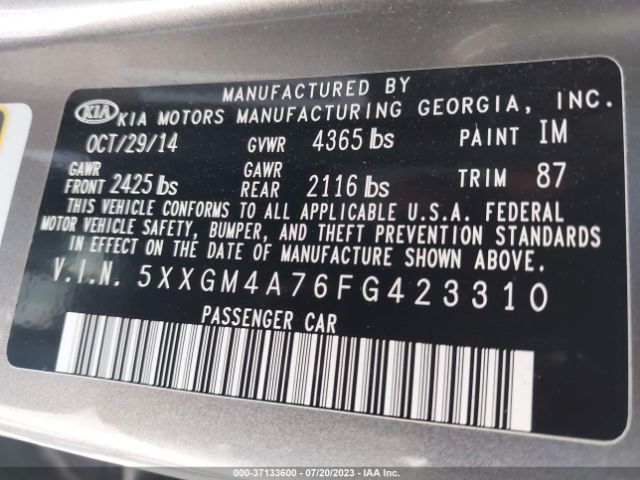 MANUFACTURED BY
KIA KIA MOTORS MANUFACTURING GEORGIA, INC.
OCT/29/14 GVWR 4365 lbs PAINT IM
GAWR FRONT 2425 lbs GAWR REAR 2116 lbs TRIM 87
THIS VEHICLE CONFORMS TO ALL APPLICABLE U.S.A. FEDERAL
MOTOR VEHICLE SAFETY, BUMPER, AND THEFT PREVENTION STANDARDS
IN EFFECT ON THE DATE OF MANUFACTURE SHOWN ABOVE.
V.I.N. 5XXGM4A76FG423310
PASSENGER CAR
000-37133600 - 07/20/2023 - IAA Inc.